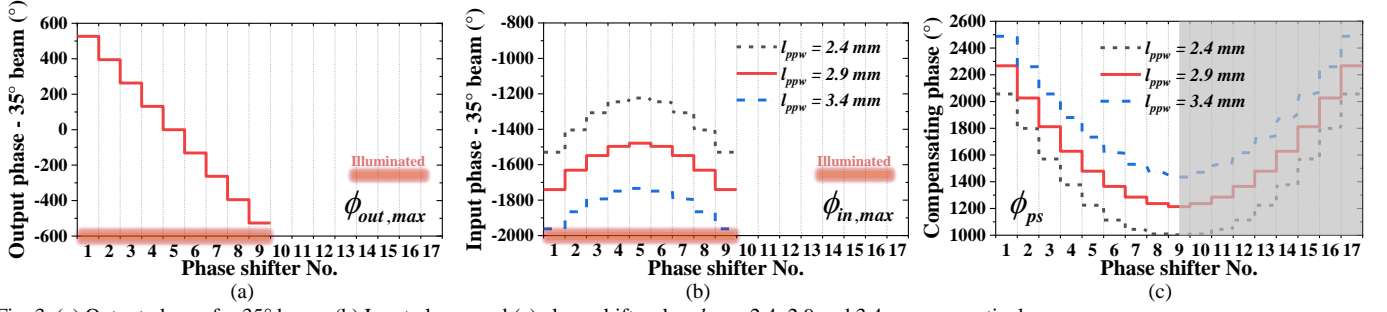 Output phase - 35° beam (°)
600
400
200
0
-200
-400
-600
Illuminated
ϕout,max
1 2 3 4 5 6 7 8 9 10 11 12 13 14 15 16 17
Phase shifter No.
(a)
Input phase - 35° beam (°)
-800
-1000
-1200
-1400
-1600
-1800
-2000
lppw = 2.4 mm
lppw = 2.9 mm
lppw = 3.4 mm
Illuminated
ϕin,max
1 2 3 4 5 6 7 8 9 10 11 12 13 14 15 16 17
Phase shifter No.
(b)
Compensating phase (°)
2600
2400
2200
2000
1800
1600
1400
1200
1000
lppw = 2.4 mm
lppw = 2.9 mm
lppw = 3.4 mm
ϕps
1 2 3 4 5 6 7 8 9 10 11 12 13 14 15 16 17
Phase shifter No.
(c)